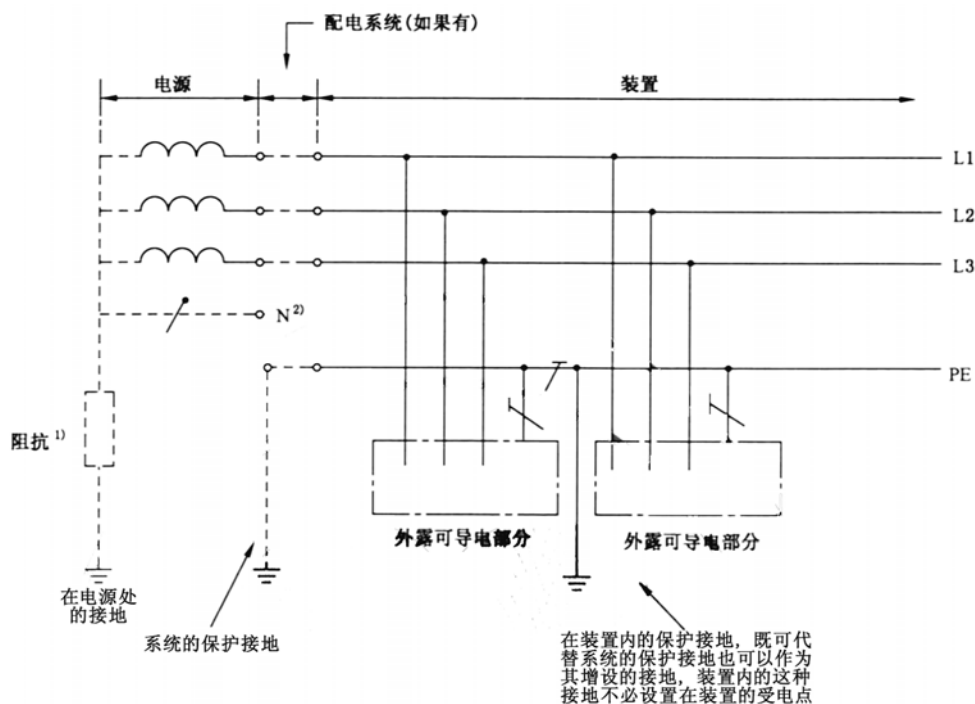 配电系统(如果有)
电源
装置
L1
L2
L3
N²⁾
PE
阻抗¹⁾
外露可导电部分
外露可导电部分
在电源处
的接地
系统的保护接地
在装置内的保护接地，既可代
替系统的保护接地也可以作为
其增设的接地，装置内的这种
接地不必设置在装置的受电点